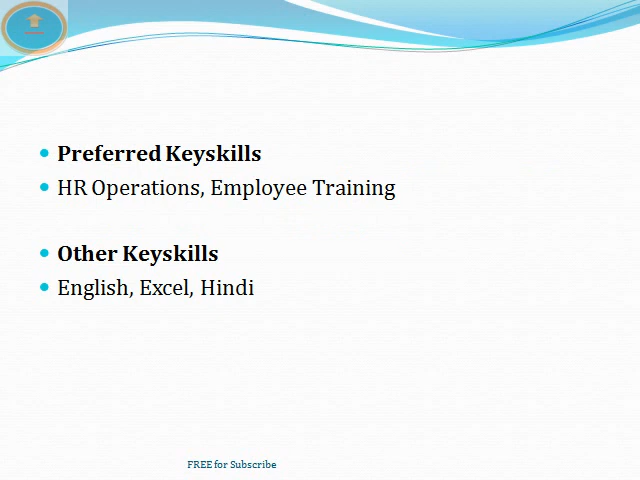 Preferred Keyskills
HR Operations, Employee Training
Other Keyskills
English, Excel, Hindi
FREE for Subscribe